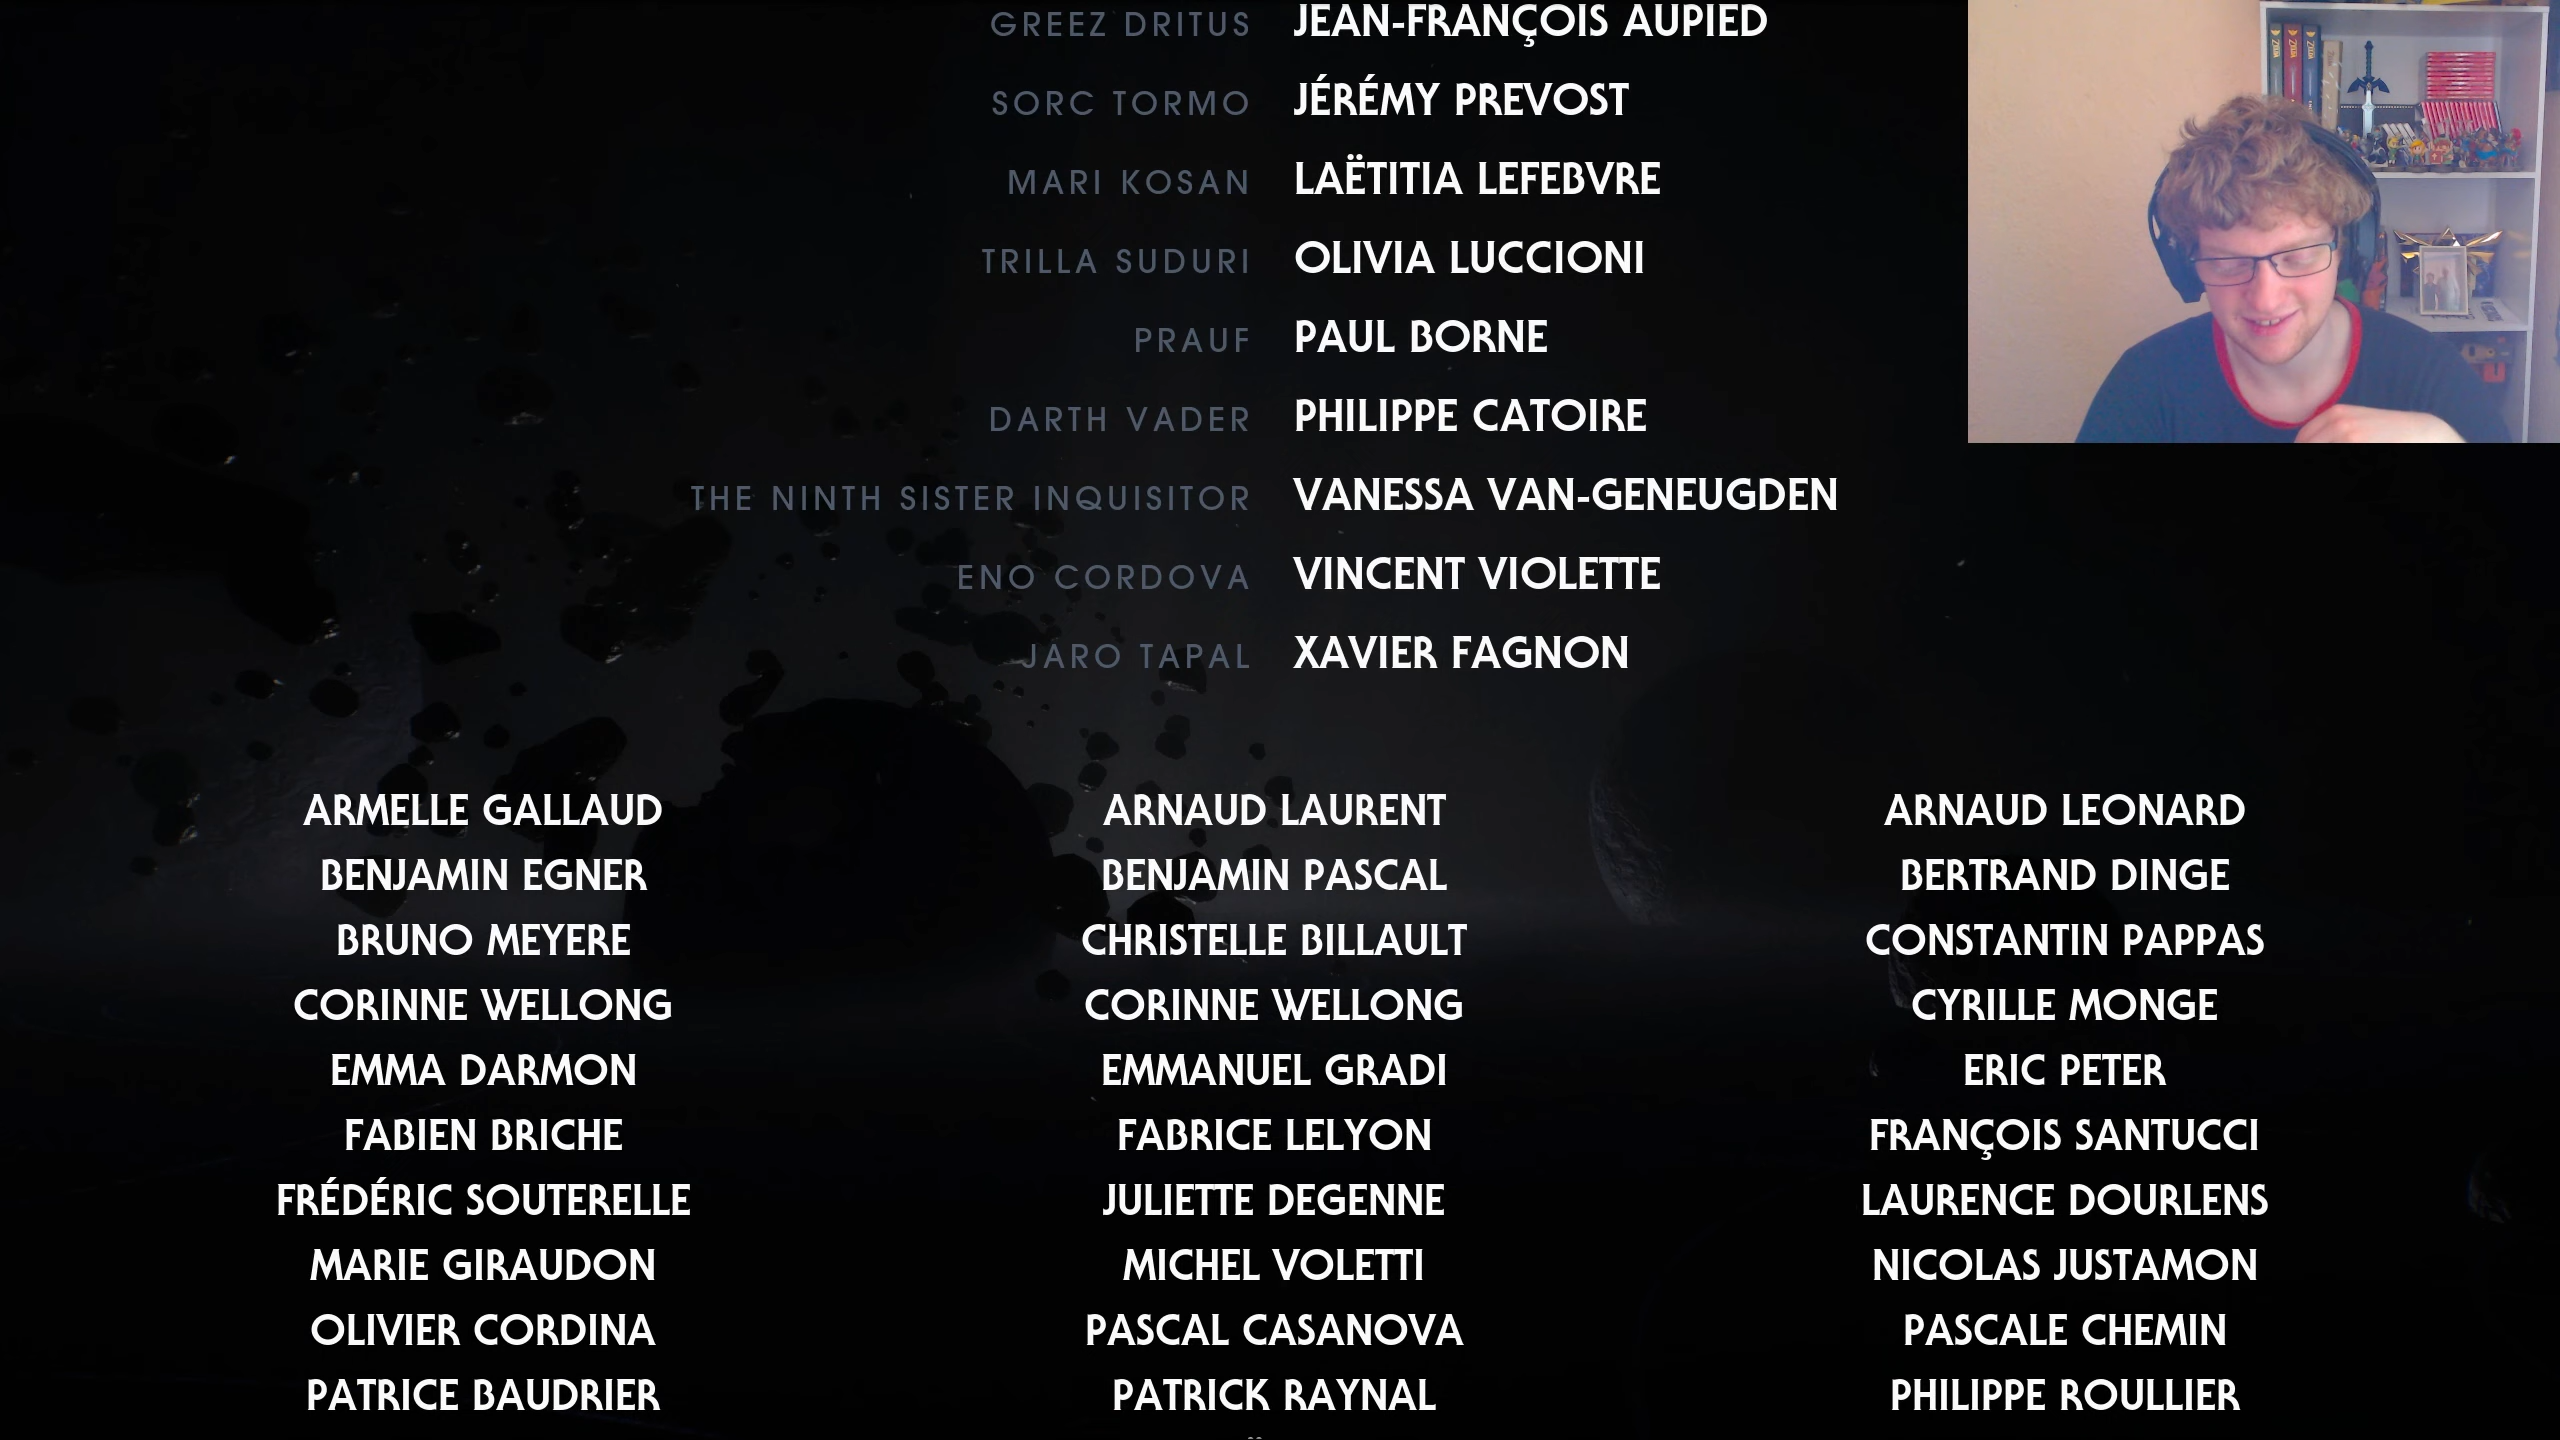 GREEZ DRITUS JEAN-FRANÇOIS AUPIED
SORC TORMO JÉRÉMY PREVOST
MARI KOSAN LAËTITIA LEFEBVRE
TRILLA SUDURI OLIVIA LUCCIONI
PRAUF PAUL BORNE
DARTH VADER PHILIPPE CATOIRE
THE NINTH SISTER INQUISITOR VANESSA VAN-GENEUGDEN
ENO CORDOVA VINCENT VIOLETTE
JARO TAPAL XAVIER FAGNON
ARMELLE GALLAUD ARNAUD LAURENT ARNAUD LEONARD
BENJAMIN EGNER BENJAMIN PASCAL BERTRAND DINGE
BRUNO MEYERE CHRISTELLE BILLAULT CONSTANTIN PAPPAS
CORINNE WELLONG CORINNE WELLONG CYRILLE MONGE
EMMA DARMON EMMANUEL GRADI ERIC PETER
FABIEN BRICHE FABRICE LELYON FRANÇOIS SANTUCCI
FRÉDÉRIC SOUTERELLE JULIETTE DEGENNE LAURENCE DOURLENS
MARIE GIRAUDON MICHEL VOLETTI NICOLAS JUSTAMON
OLIVIER CORDINA PASCAL CASANOVA PASCALE CHEMIN
PATRICE BAUDRIER PATRICK RAYNAL PHILIPPE ROULLIER